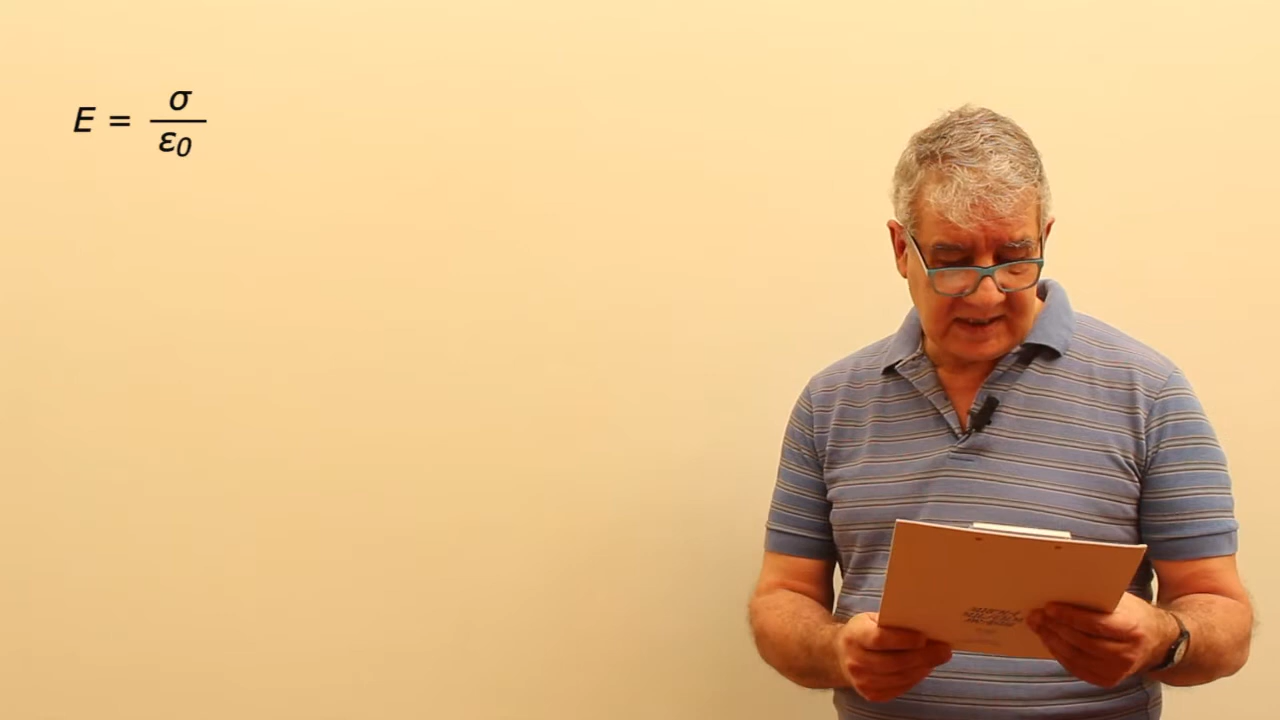 E = σ / ε₀